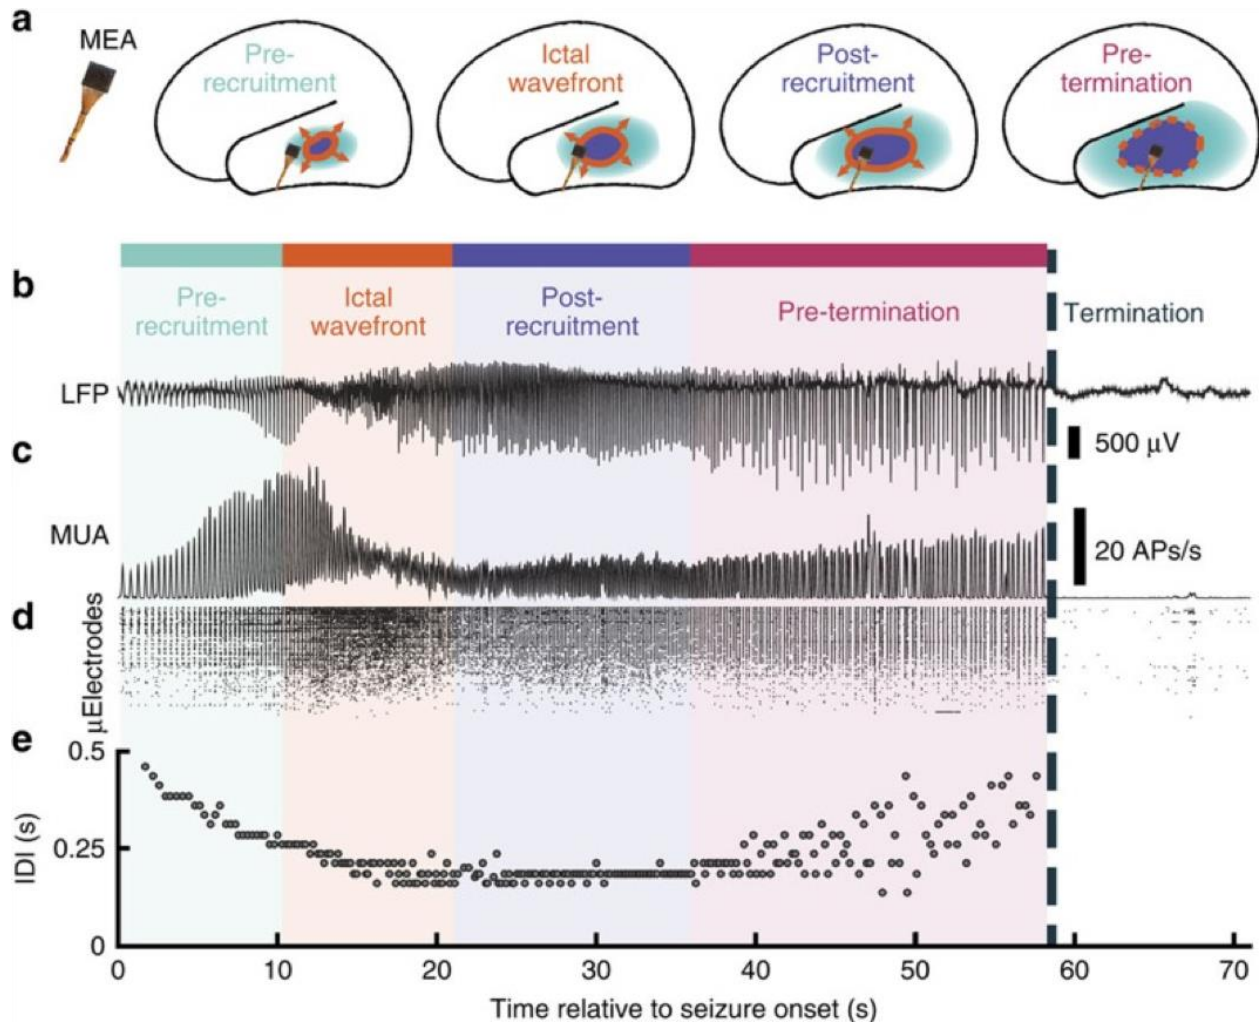 a
MEA
Pre-
recruitment
Ictal
wavefront
Post-
recruitment
Pre-
termination
b
Pre-
recruitment
Ictal
wavefront
Post-
recruitment
Pre-termination
Termination
LFP
500 µV
c
MUA
20 APs/s
d
µElectrodes
e
0.5
0.25
0
IDI (s)
0 10 20 30 40 50 60 70
Time relative to seizure onset (s)